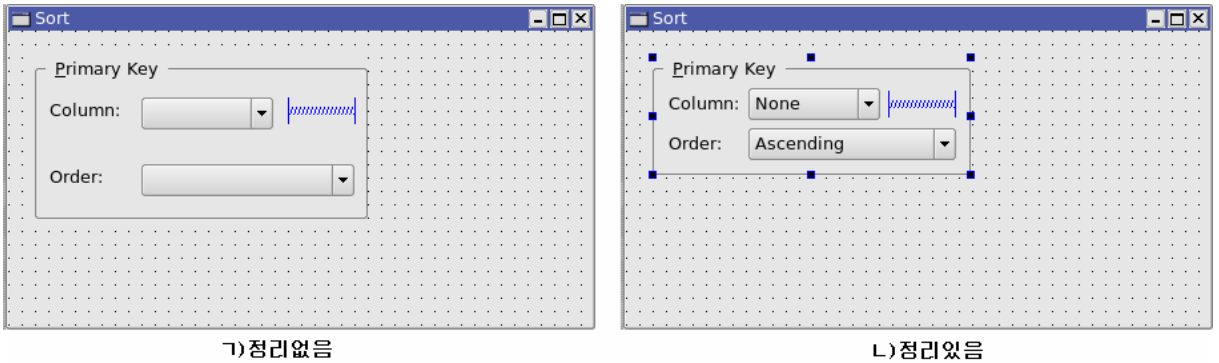 Sort
Primary Key
Column:
Order:
ㄱ)정리없음
Sort
Primary Key
Column: None
Order: Ascending
ㄴ)정리있음